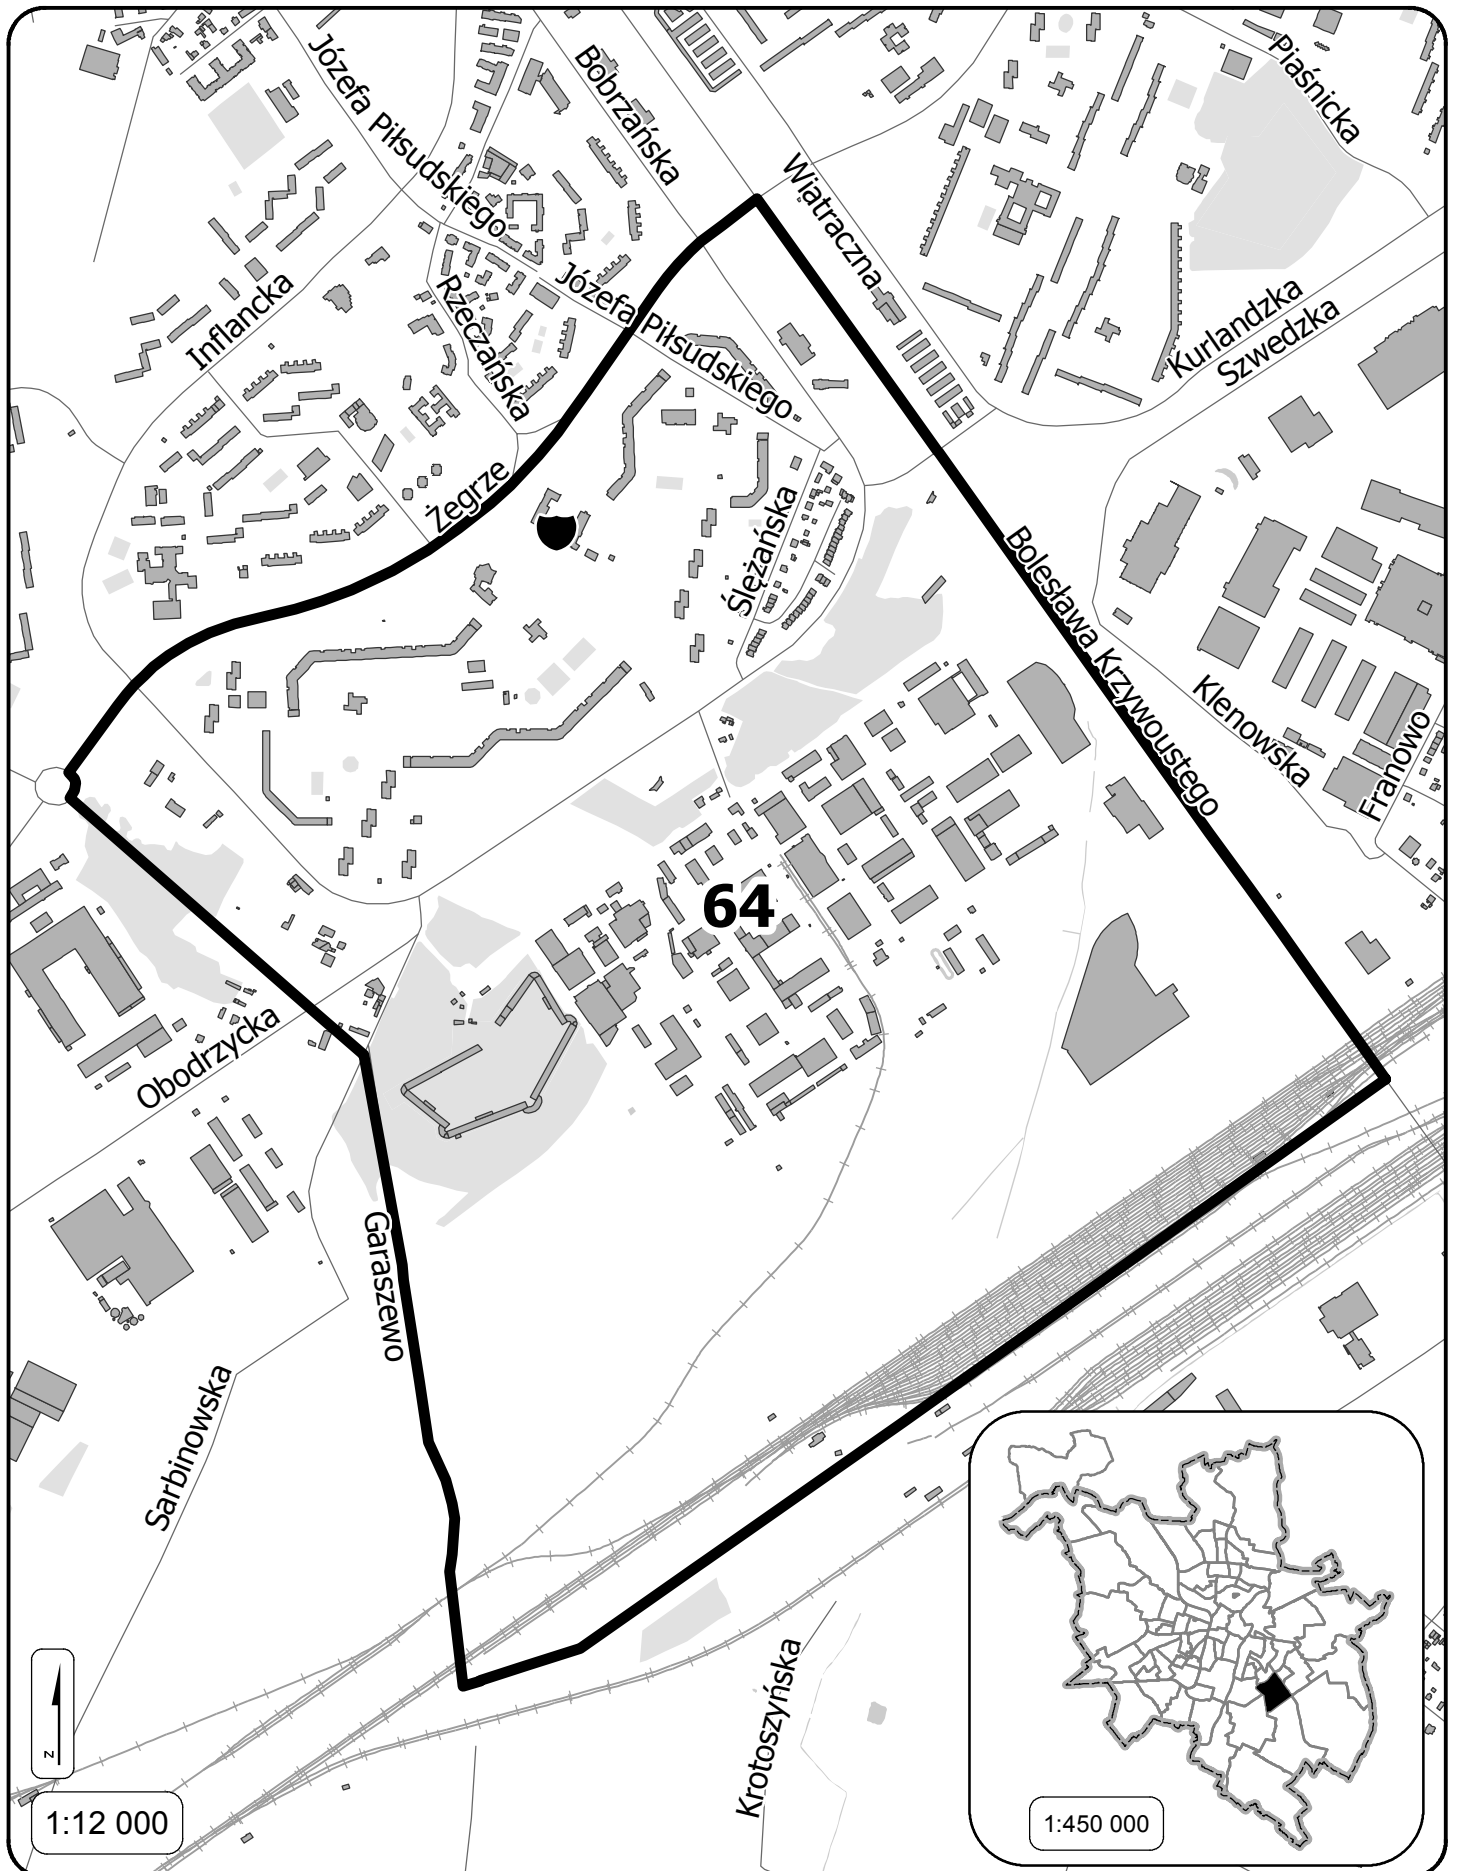 Józefa Piłsudskiego
Bobrzańska
Piaśnicka
Wiatraczna
Inflancka
Rzeczańska
Józefa Piłsudskiego
Kurlandzka
Szwedzka
Żegrze
Ślężańska
Bolesława Krzywoustego
Klenowska
Franowo
64
Obodrzycka
Garaszewo
Sarbinowska
Krotoszyńska
N
1:12 000
1:450 000